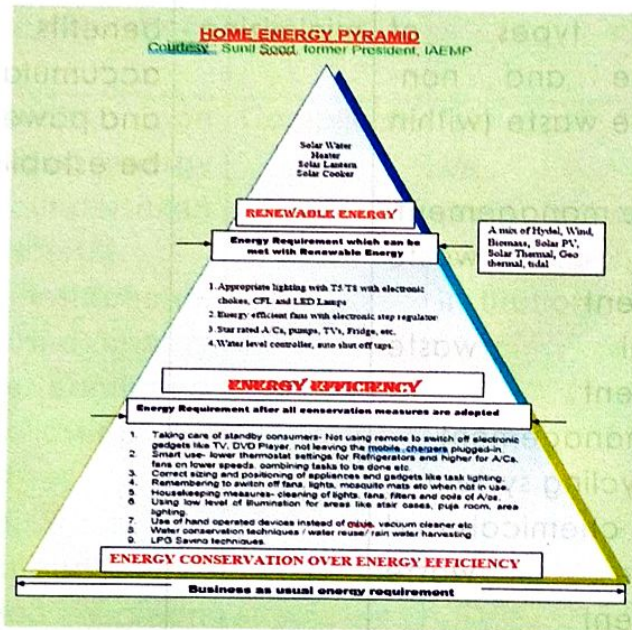 HOME ENERGY PYRAMID
Courtesy : Sunil Sood, former President, IAEMP
Solar Water
Heater
Solar Lantern
Solar Cooker
RENEWABLE ENERGY
Energy Requirement which can be
met with Renewable Energy
A mix of Hydel, Wind,
Biomass, Solar PV,
Solar Thermal, Geo
thermal, tidal
1. Appropriate lighting with T5/T8 with electronic
chokes, CFL and LED Lamps
2. Energy efficient fans with electronic step regulator
3. Star rated A/Cs, pumps, TVs, Fridge, etc.
4. Water level controller, auto shut off taps.
ENERGY EFFICIENCY
Energy Requirement after all conservation measures are adopted
1. Taking care of standby consumers- Not using remote to switch off electronic
gadgets like TV, DVD Player, not leaving the mobile chargers plugged-in.
2. Smart use- lower thermostat settings for Refrigerators and higher for A/Cs,
fans on lower speeds, combining tasks to be done etc.
3. Correct sizing and positioning of appliances and gadgets like task lighting.
4. Remembering to switch off fans, lights, mosquito mats etc when not in use.
5. Housekeeping measures- cleaning of lights, fans, filters and coils of A/cs.
6. Using low level of illumination for areas like stair cases, puja room, area
lighting.
7. Use of hand operated devices instead of , vacuum cleaner etc
8. Water conservation techniques / water reuse/ rain water harvesting
9. LPG Saving techniques.
ENERGY CONSERVATION OVER ENERGY EFFICIENCY
Business as usual energy requirement